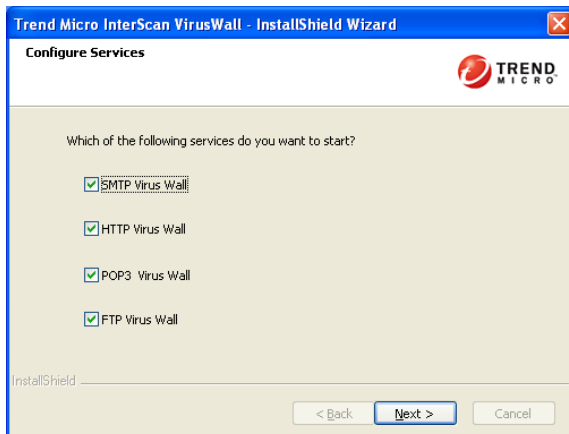 Trend Micro InterScan VirusWall - InstallShield Wizard
Configure Services
TREND
MICRO
Which of the following services do you want to start?
SMTP Virus Wall
HTTP Virus Wall
POP3 Virus Wall
FTP Virus Wall
InstallShield
< Back
Next >
Cancel